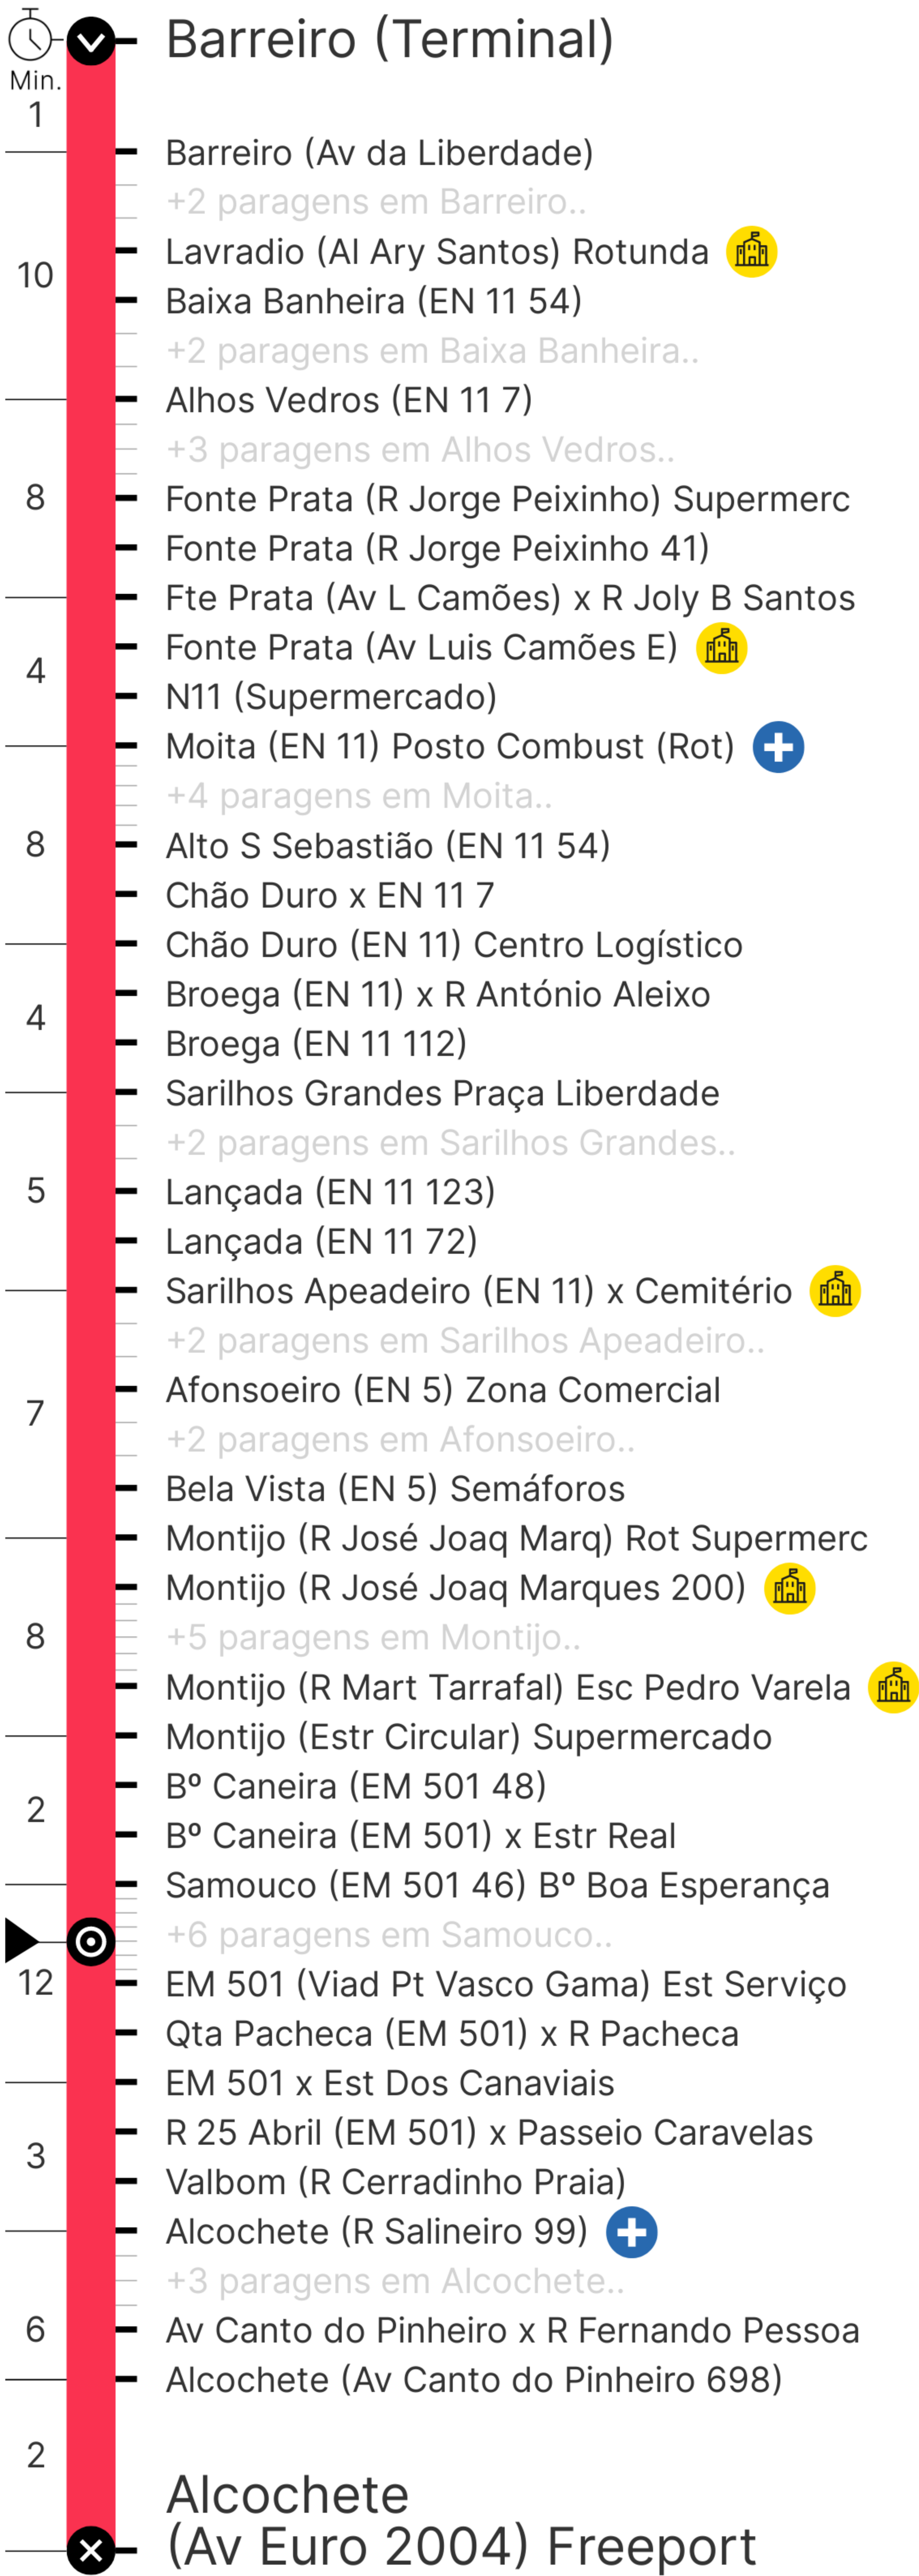 Barreiro (Terminal)
Min.
1
Barreiro (Av da Liberdade)
+2 paragens em Barreiro..
Lavradio (Al Ary Santos) Rotunda
10
Baixa Banheira (EN 11 54)
+2 paragens em Baixa Banheira..
Alhos Vedros (EN 11 7)
+3 paragens em Alhos Vedros..
8
Fonte Prata (R Jorge Peixinho) Supermerc
Fonte Prata (R Jorge Peixinho 41)
Fte Prata (Av L Camões) x R Joly B Santos
Fonte Prata (Av Luis Camões E)
4
N11 (Supermercado)
Moita (EN 11) Posto Combust (Rot)
+4 paragens em Moita..
8
Alto S Sebastião (EN 11 54)
Chão Duro x EN 11 7
Chão Duro (EN 11) Centro Logístico
Broega (EN 11) x R António Aleixo
4
Broega (EN 11 112)
Sarilhos Grandes Praça Liberdade
+2 paragens em Sarilhos Grandes..
5
Lançada (EN 11 123)
Lançada (EN 11 72)
Sarilhos Apeadeiro (EN 11) x Cemitério
+2 paragens em Sarilhos Apeadeiro..
Afonsoeiro (EN 5) Zona Comercial
7
+2 paragens em Afonsoeiro..
Bela Vista (EN 5) Semáforos
Montijo (R José Joaq Marq) Rot Supermerc
Montijo (R José Joaq Marques 200)
8
+5 paragens em Montijo..
Montijo (R Mart Tarrafal) Esc Pedro Varela
Montijo (Estr Circular) Supermercado
Bº Caneira (EM 501 48)
2
Bº Caneira (EM 501) x Estr Real
Samouco (EM 501 46) Bº Boa Esperança
+6 paragens em Samouco..
12
EM 501 (Viad Pt Vasco Gama) Est Serviço
Qta Pacheca (EM 501) x R Pacheca
EM 501 x Est Dos Canaviais
R 25 Abril (EM 501) x Passeio Caravelas
3
Valbom (R Cerradinho Praia)
Alcochete (R Salineiro 99)
+3 paragens em Alcochete..
6
Av Canto do Pinheiro x R Fernando Pessoa
Alcochete (Av Canto do Pinheiro 698)
2
Alcochete
(Av Euro 2004) Freeport